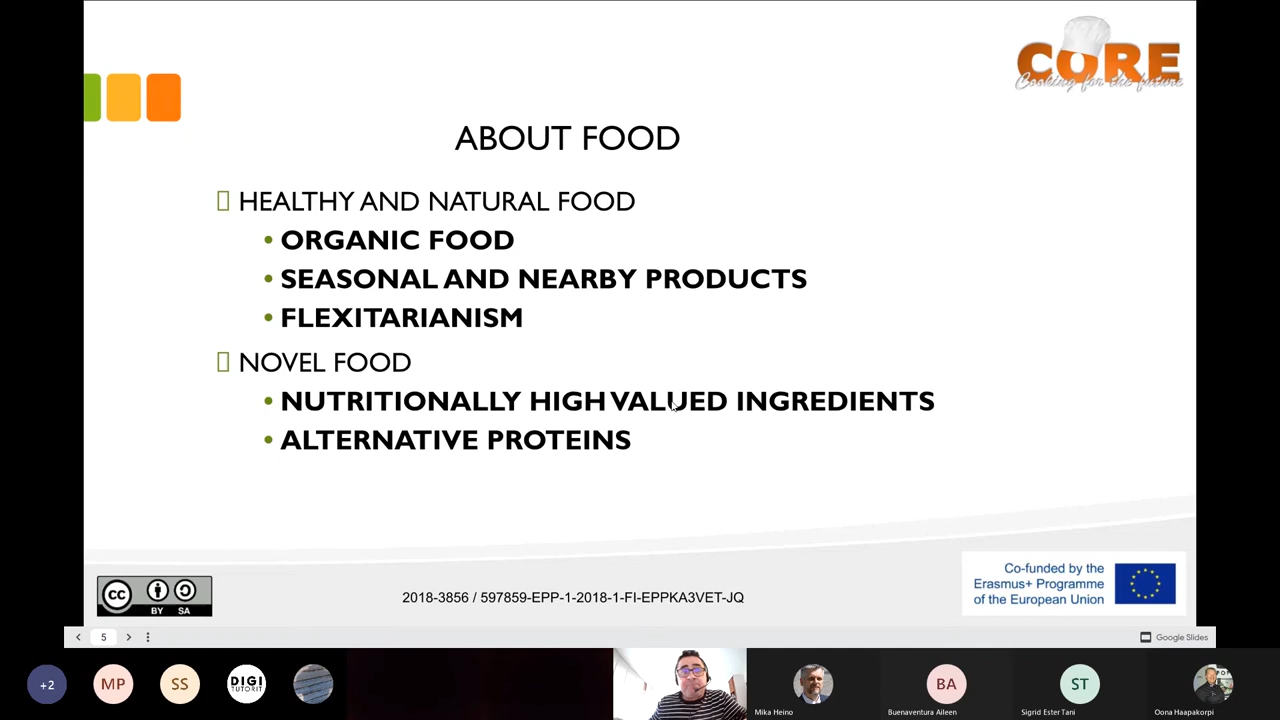 CORE
Cooking for the future
ABOUT FOOD
HEALTHY AND NATURAL FOOD
• ORGANIC FOOD
• SEASONAL AND NEARBY PRODUCTS
• FLEXITARIANISM
NOVEL FOOD
• NUTRITIONALLY HIGH VALUED INGREDIENTS
• ALTERNATIVE PROTEINS
cc
BY SA
2018-3856 / 597859-EPP-1-2018-1-FI-EPPKA3VET-JQ
Co-funded by the
Erasmus+ Programme
of the European Union
5
Google Slides
+2
MP
SS
DIGI
TUTORIT
Mika Heino
BA
Buenaventura Aileen
ST
Sigrid Ester Tani
Oona Haapakorpi